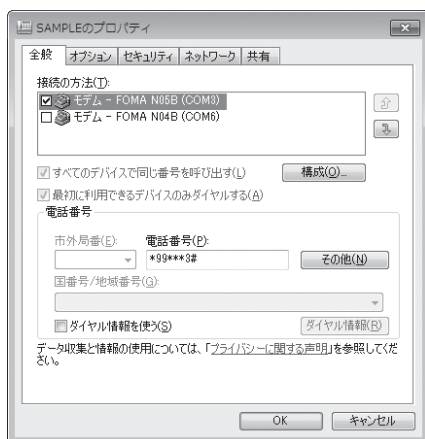 SAMPLEのプロパティ
全般 オプション セキュリティ ネットワーク 共有
接続の方法(T):
モデム - FOMA N05B (COM3)
モデム - FOMA N04B (COM6)
すべてのデバイスで同じ番号を呼び出す(L) 構成(O)...
最初に利用できるデバイスのみダイヤルする(A)
電話番号
市外局番(E): 電話番号(P):
*99***3# その他(N)
国番号/地域番号(G):
ダイヤル情報を使う(S) ダイヤル情報(R)
データ収集と情報の使用については、「プライバシーに関する声明」を参照してくだ
さい。
OK キャンセル